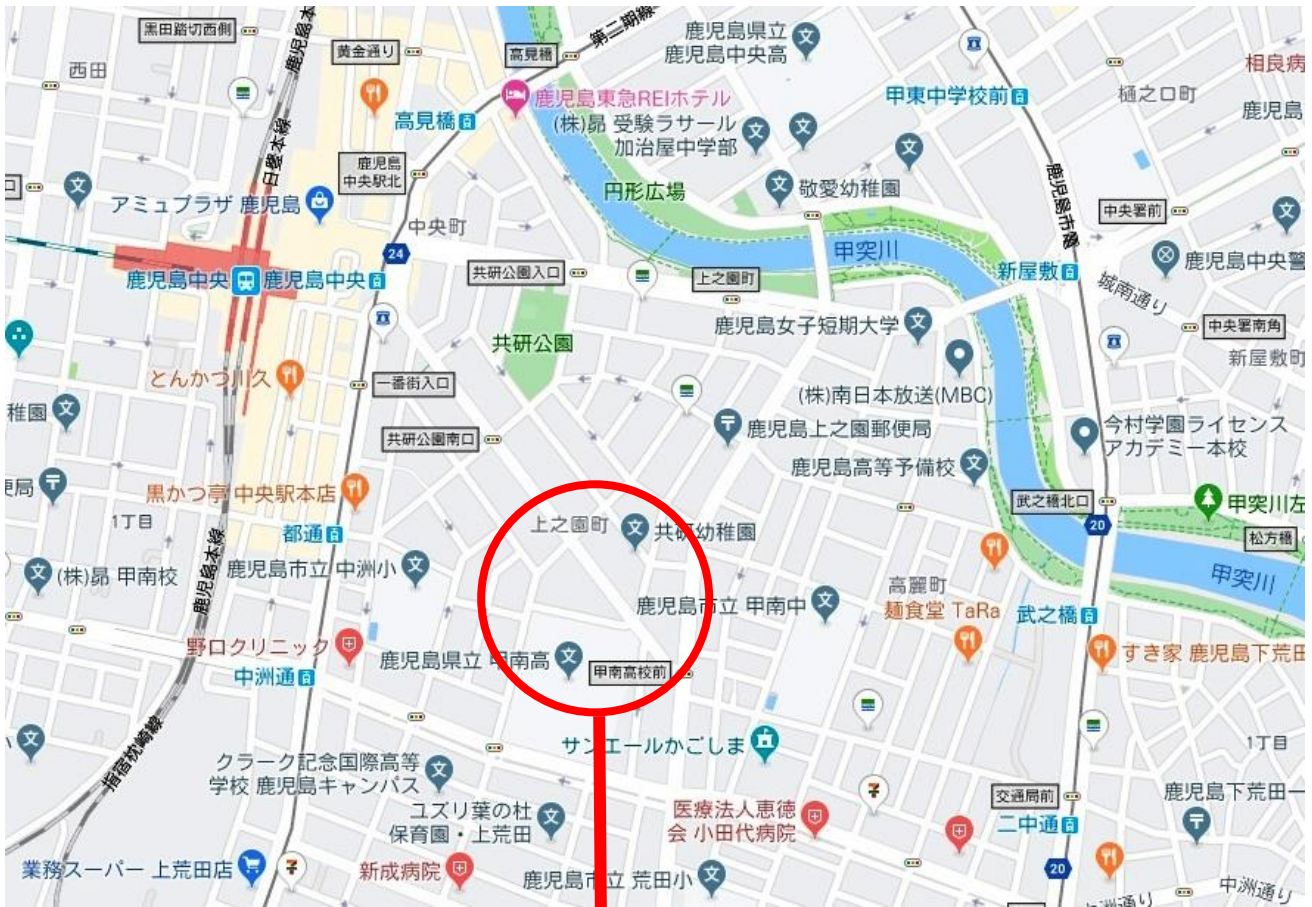 黒田踏切西側
鹿児島本
黄金通り
高見橋
第二期線
鹿児島県立
鹿児島中央高
西田
鹿児島東急REIホテル
甲東中学校前
樋之口町
相良病
鹿児島
高見橋
(株)昴 受験ラサール
加治屋中学部
日豊本線
鹿児島
中央駅北
口
円形広場
敬愛幼稚園
鹿児島市電
中央署前
アミュプラザ 鹿児島
中央町
24
甲突川
鹿児島中央
鹿児島中央
共研公園入口
上之園町
新屋敷
鹿児島中央警
城南通り
鹿児島女子短期大学
中央署南角
共研公園
新屋敷町
とんかつ川久
一番街入口
(株)南日本放送(MBC)
稚園
共研公園南口
鹿児島上之園郵便局
今村学園ライセンス
アカデミー本校
鹿児島高等予備校
黒かつ亭 中央駅本店
武之橋北口
甲突川左
1丁目
都通
上之園町
共研幼稚園
20
松方橋
鹿児島本線
(株)昴 甲南校
鹿児島市立 中洲小
高麗町
甲突川
鹿児島市立 甲南中
麺食堂 TaRa
武之橋
野口クリニック
鹿児島県立 甲南高
甲南高校前
すき家 鹿児島下荒田
中洲通
サンエールかごしま
1丁目
指宿枕崎線
クラーク記念国際高等
学校 鹿児島キャンパス
交通局前
鹿児島下荒田一
ユズリ葉の杜
保育園・上荒田
医療法人恵徳
会 小田代病院
二中通
業務スーパー 上荒田店
新成病院
鹿児島市立 荒田小
20
中洲通り
中洲通り